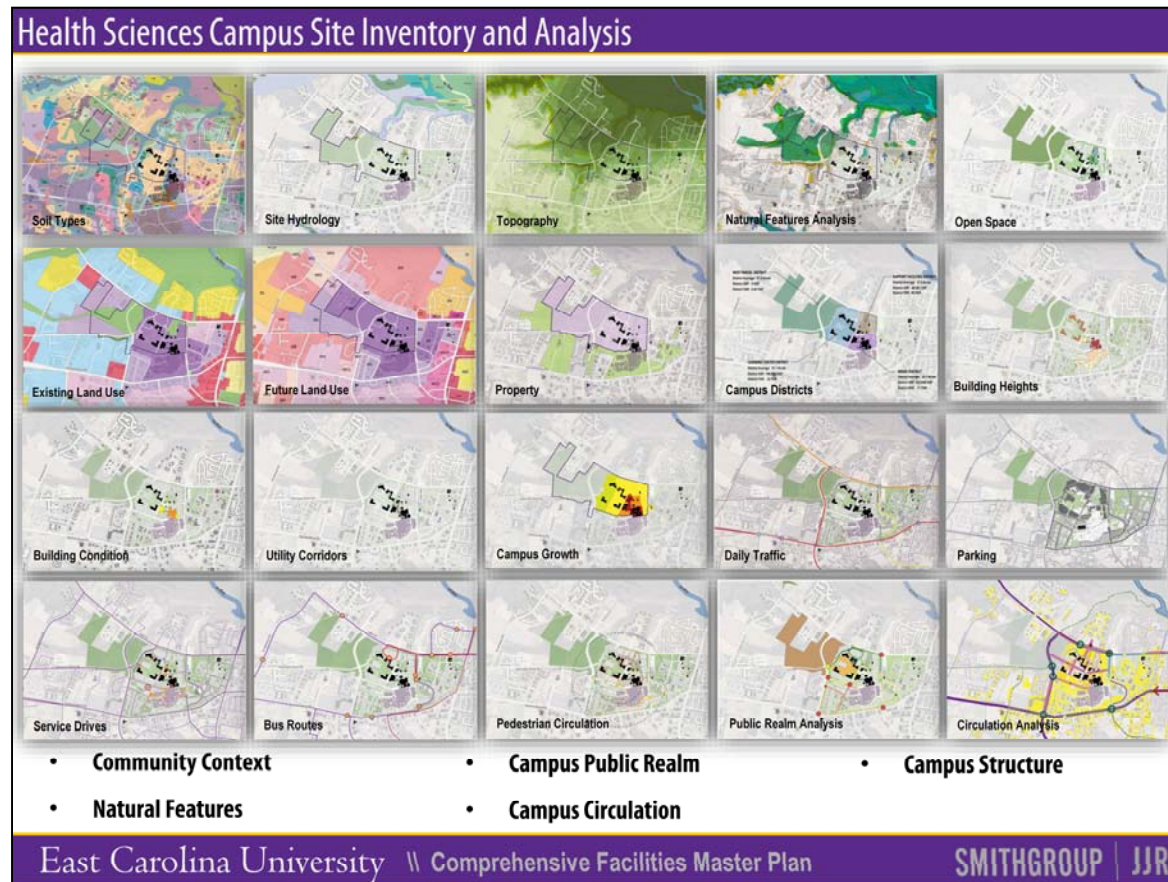 Health Sciences Campus Site Inventory and Analysis
Soil Types
Site Hydrology
Topography
Natural Features Analysis
Open Space
Existing Land Use
Future Land Use
Property
Campus Districts
Building Heights
Building Condition
Utility Corridors
Campus Growth
Daily Traffic
Parking
Service Drives
Bus Routes
Pedestrian Circulation
Public Realm Analysis
Circulation Analysis
• Community Context
• Campus Public Realm
• Campus Structure
• Natural Features
• Campus Circulation
East Carolina University \\ Comprehensive Facilities Master Plan SMITHGROUP | JJR